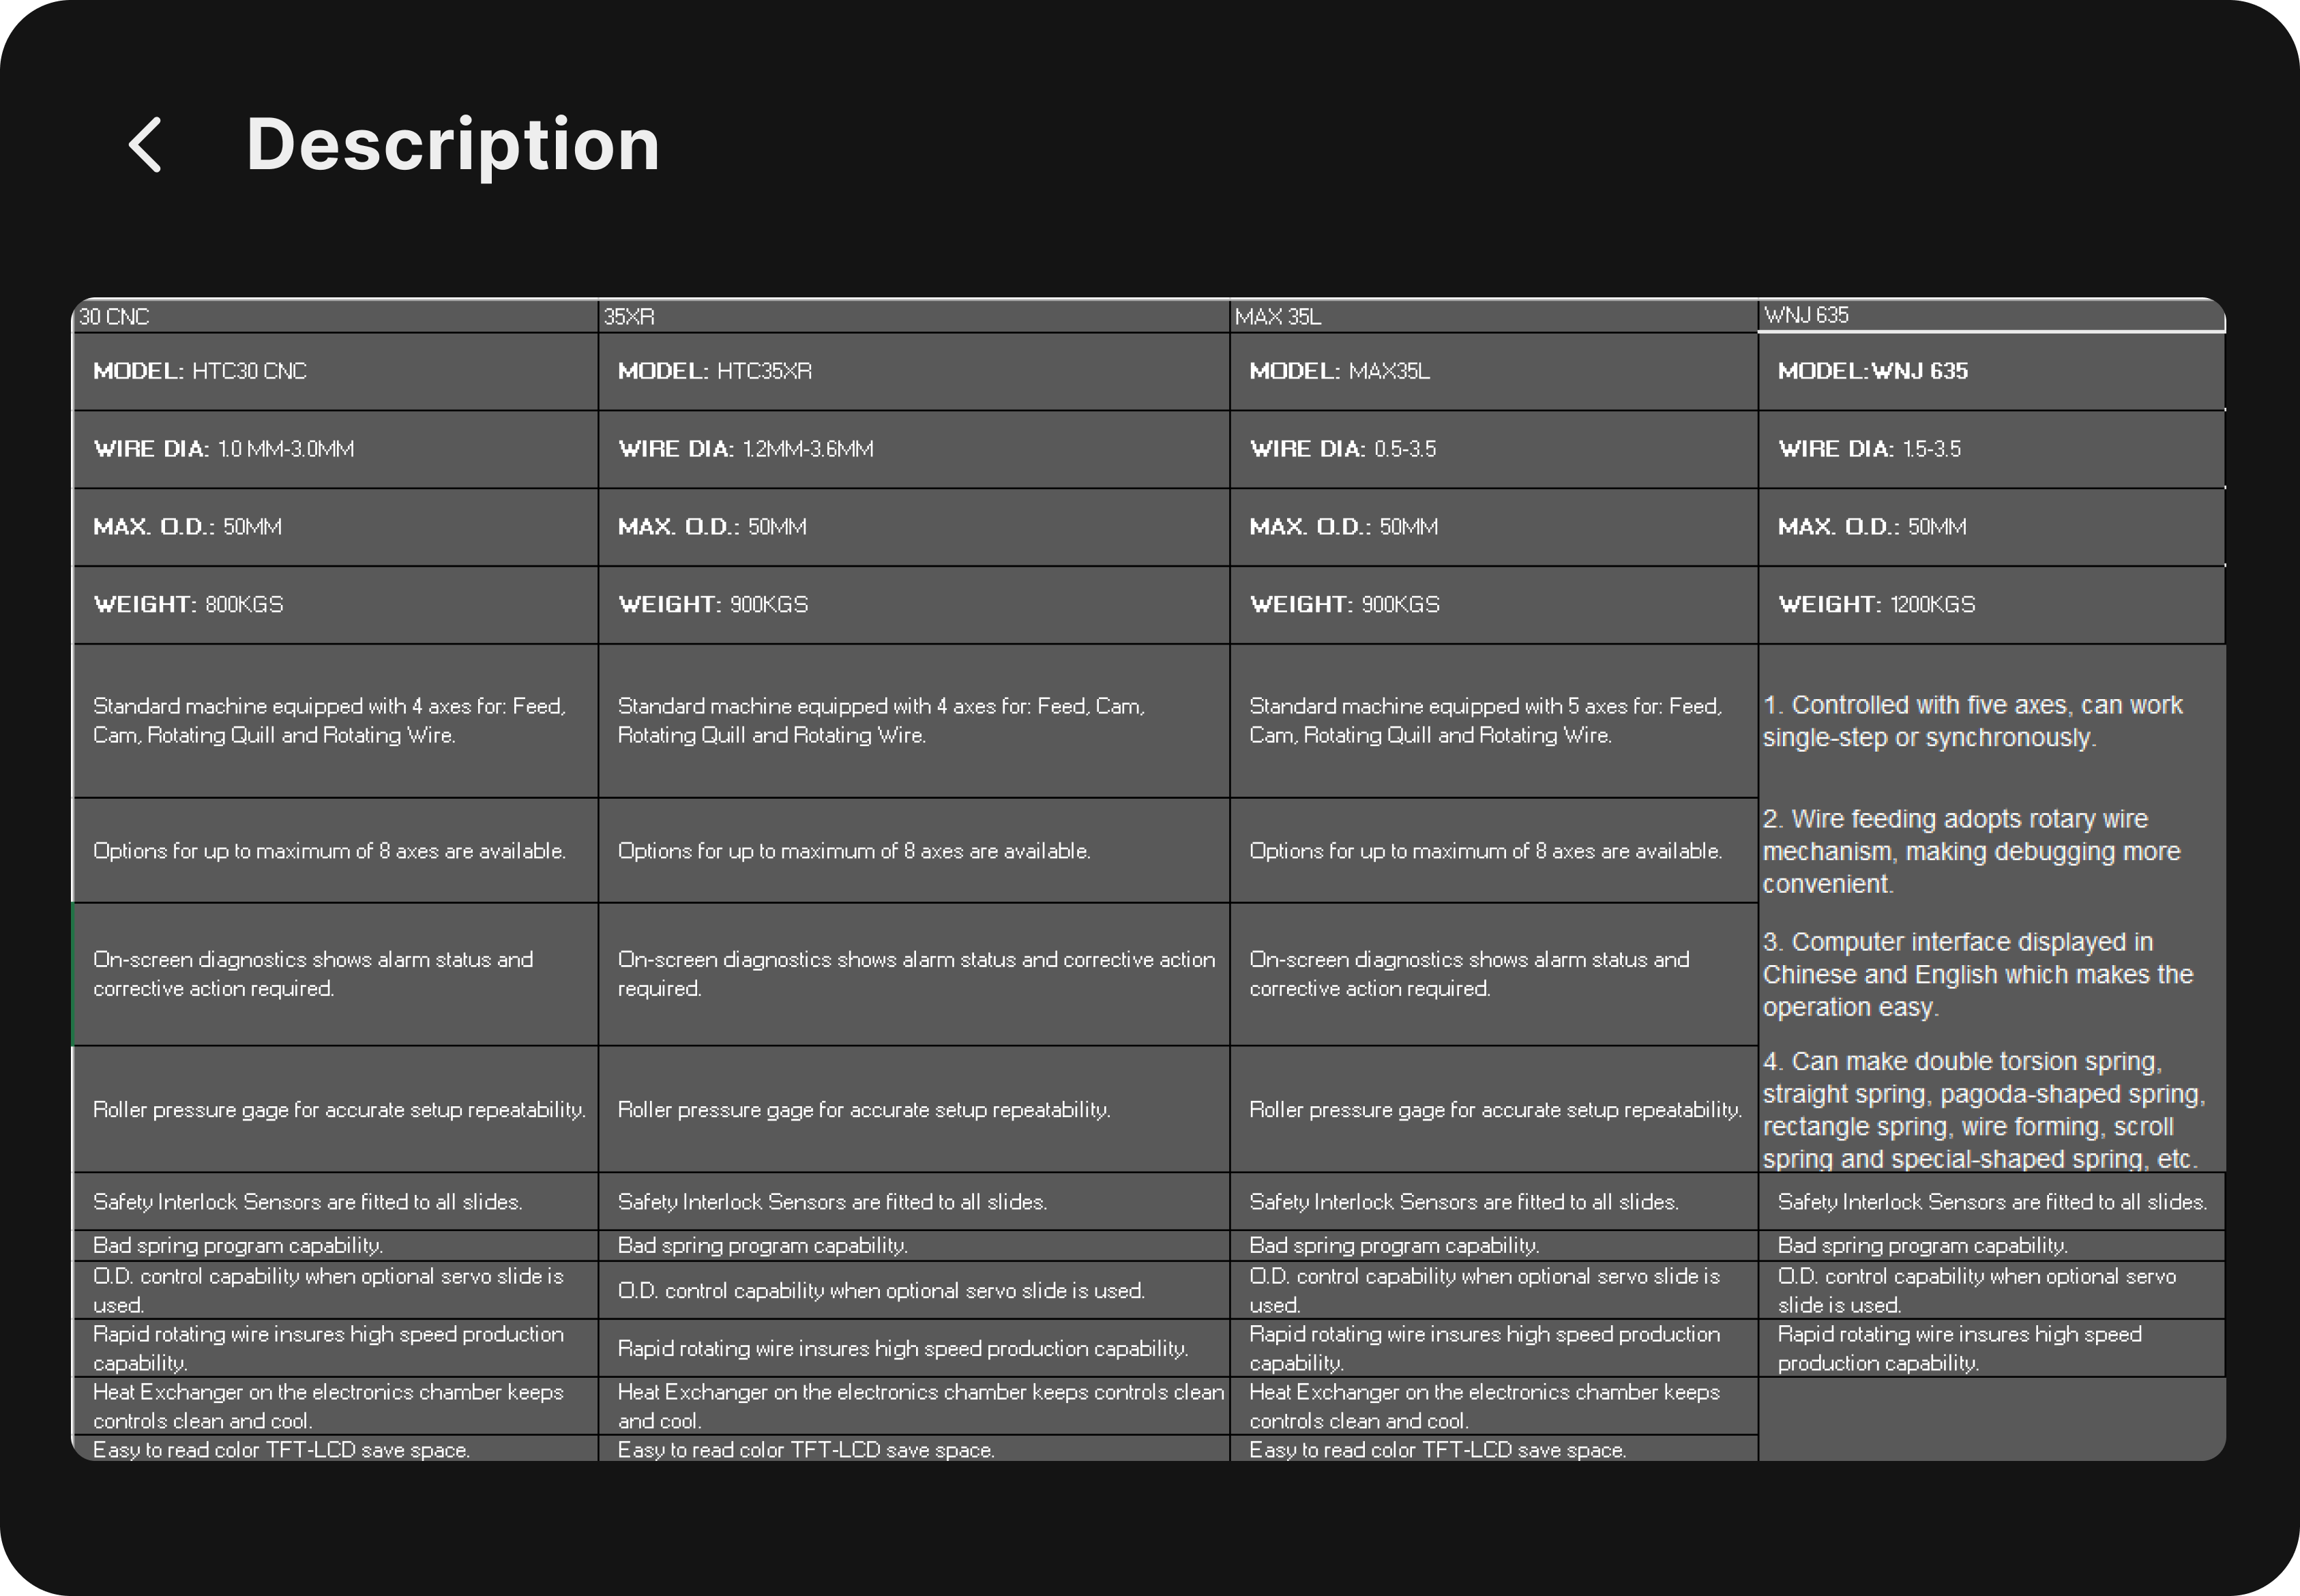 Description
30 CNC
35XR
MAX 35L
WNJ 635
MODEL: HTC30 CNC
MODEL: HTC35XR
MODEL: MAX35L
MODEL:WNJ 635
WIRE DIA: 1.0 MM-3.0MM
WIRE DIA: 1.2MM-3.6MM
WIRE DIA: 0.5-3.5
WIRE DIA: 1.5-3.5
MAX. O.D.: 50MM
MAX. O.D.: 50MM
MAX. O.D.: 50MM
MAX. O.D.: 50MM
WEIGHT: 800KGS
WEIGHT: 900KGS
WEIGHT: 900KGS
WEIGHT: 1200KGS
Standard machine equipped with 4 axes for: Feed,
Cam, Rotating Quill and Rotating Wire.
Standard machine equipped with 4 axes for: Feed, Cam,
Rotating Quill and Rotating Wire.
Standard machine equipped with 5 axes for: Feed,
Cam, Rotating Quill and Rotating Wire.
1. Controlled with five axes, can work
single-step or synchronously.
Options for up to maximum of 8 axes are available.
Options for up to maximum of 8 axes are available.
Options for up to maximum of 8 axes are available.
2. Wire feeding adopts rotary wire
mechanism, making debugging more
convenient.
On-screen diagnostics shows alarm status and
corrective action required.
On-screen diagnostics shows alarm status and corrective action
required.
On-screen diagnostics shows alarm status and
corrective action required.
3. Computer interface displayed in
Chinese and English which makes the
operation easy.
Roller pressure gage for accurate setup repeatability.
Roller pressure gage for accurate setup repeatability.
Roller pressure gage for accurate setup repeatability.
4. Can make double torsion spring,
straight spring, pagoda-shaped spring,
rectangle spring, wire forming, scroll
spring and special-shaped spring, etc.
Safety Interlock Sensors are fitted to all slides.
Safety Interlock Sensors are fitted to all slides.
Safety Interlock Sensors are fitted to all slides.
Safety Interlock Sensors are fitted to all slides.
Bad spring program capability.
Bad spring program capability.
Bad spring program capability.
Bad spring program capability.
O.D. control capability when optional servo slide is
used.
O.D. control capability when optional servo slide is used.
O.D. control capability when optional servo slide is
used.
O.D. control capability when optional servo
slide is used.
Rapid rotating wire insures high speed production
capability.
Rapid rotating wire insures high speed production capability.
Rapid rotating wire insures high speed production
capability.
Rapid rotating wire insures high speed
production capability.
Heat Exchanger on the electronics chamber keeps
controls clean and cool.
Heat Exchanger on the electronics chamber keeps controls clean
and cool.
Heat Exchanger on the electronics chamber keeps
controls clean and cool.
Easy to read color TFT-LCD save space.
Easy to read color TFT-LCD save space.
Easy to read color TFT-LCD save space.